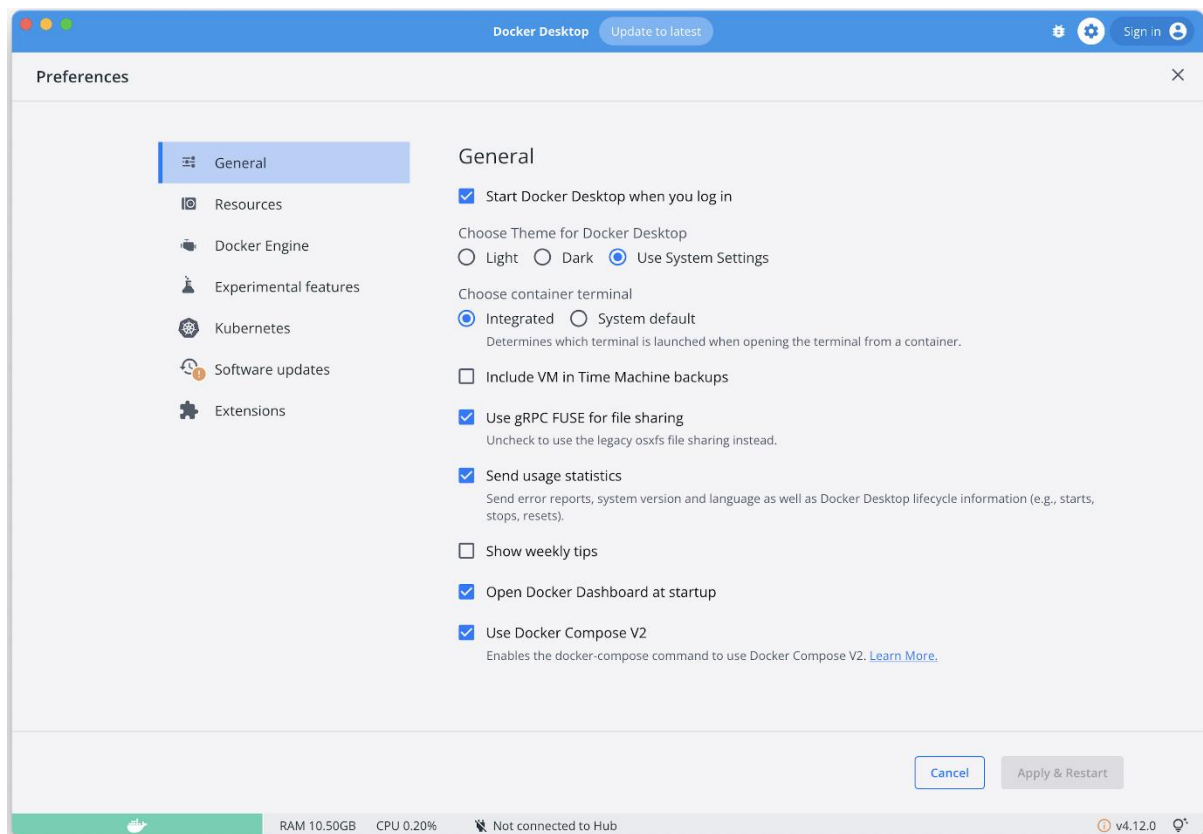 Docker Desktop Update to latest
Sign in
Preferences
General
Resources
Docker Engine
Experimental features
Kubernetes
Software updates
Extensions
General
Start Docker Desktop when you log in
Choose Theme for Docker Desktop
Light Dark Use System Settings
Choose container terminal
Integrated System default
Determines which terminal is launched when opening the terminal from a container.
Include VM in Time Machine backups
Use gRPC FUSE for file sharing
Uncheck to use the legacy osxfs file sharing instead.
Send usage statistics
Send error reports, system version and language as well as Docker Desktop lifecycle information (e.g., starts,
stops, resets).
Show weekly tips
Open Docker Dashboard at startup
Use Docker Compose V2
Enables the docker-compose command to use Docker Compose V2. Learn More.
Cancel Apply & Restart
RAM 10.50GB CPU 0.20% Not connected to Hub v4.12.0